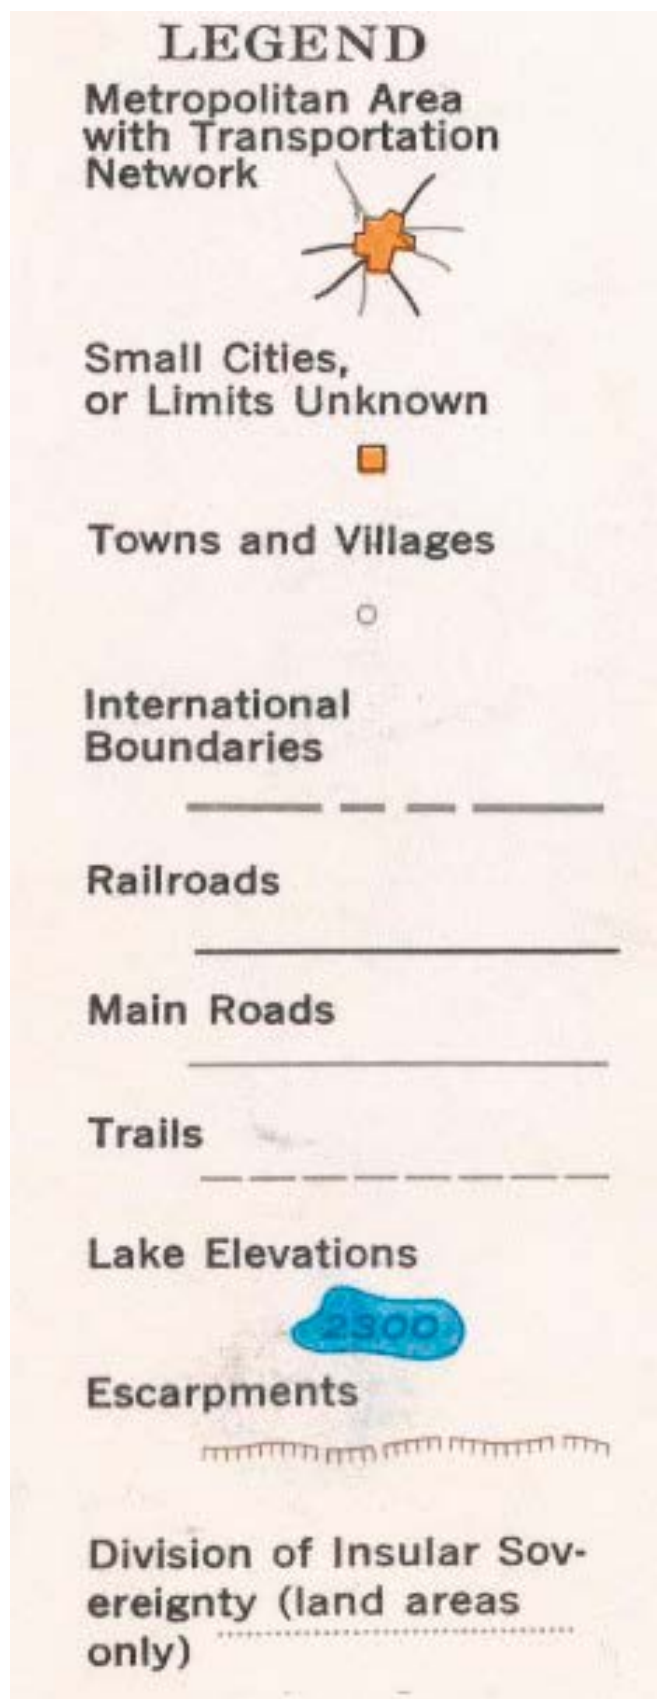 LEGEND
Metropolitan Area
with Transportation
Network
Small Cities,
or Limits Unknown
Towns and Villages
International
Boundaries
Railroads
Main Roads
Trails
Lake Elevations
2300
Escarpments
Division of Insular Sov-
ereignty (land areas
only)